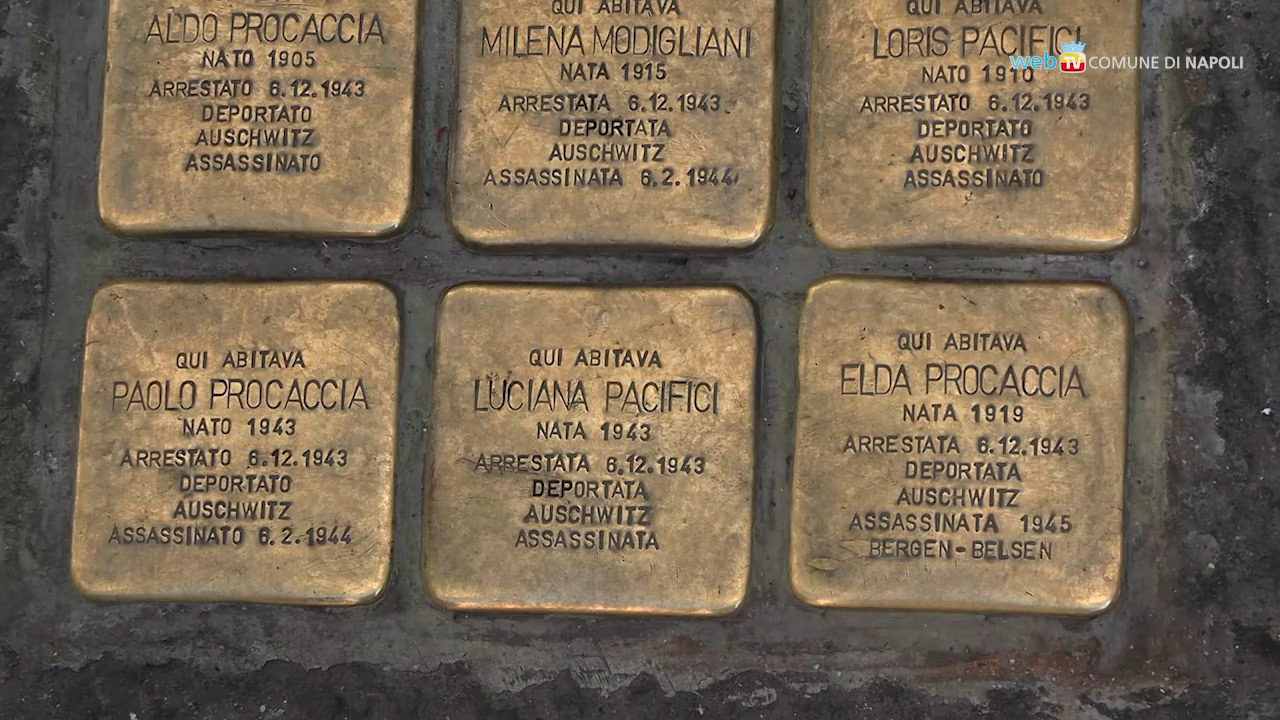 ALDO PROCACCIA
NATO 1905
ARRESTATO 6.12.1943
DEPORTATO
AUSCHWITZ
ASSASSINATO
QUI ABITAVA
MILENA MODIGLIANI
NATA 1915
ARRESTATA 6.12.1943
DEPORTATA
AUSCHWITZ
ASSASSINATA 6.2.1944
QUI ABITAVA
LORIS PACIFICI
NATO 1910
ARRESTATO 6.12.1943
DEPORTATO
AUSCHWITZ
ASSASSINATO
web TV COMUNE DI NAPOLI
QUI ABITAVA
PAOLO PROCACCIA
NATO 1943
ARRESTATO 6.12.1943
DEPORTATO
AUSCHWITZ
ASSASSINATO 6.2.1944
QUI ABITAVA
LUCIANA PACIFICI
NATA 1943
ARRESTATA 6.12.1943
DEPORTATA
AUSCHWITZ
ASSASSINATA
QUI ABITAVA
ELDA PROCACCIA
NATA 1919
ARRESTATA 6.12.1943
DEPORTATA
AUSCHWITZ
ASSASSINATA 1945
BERGEN-BELSEN